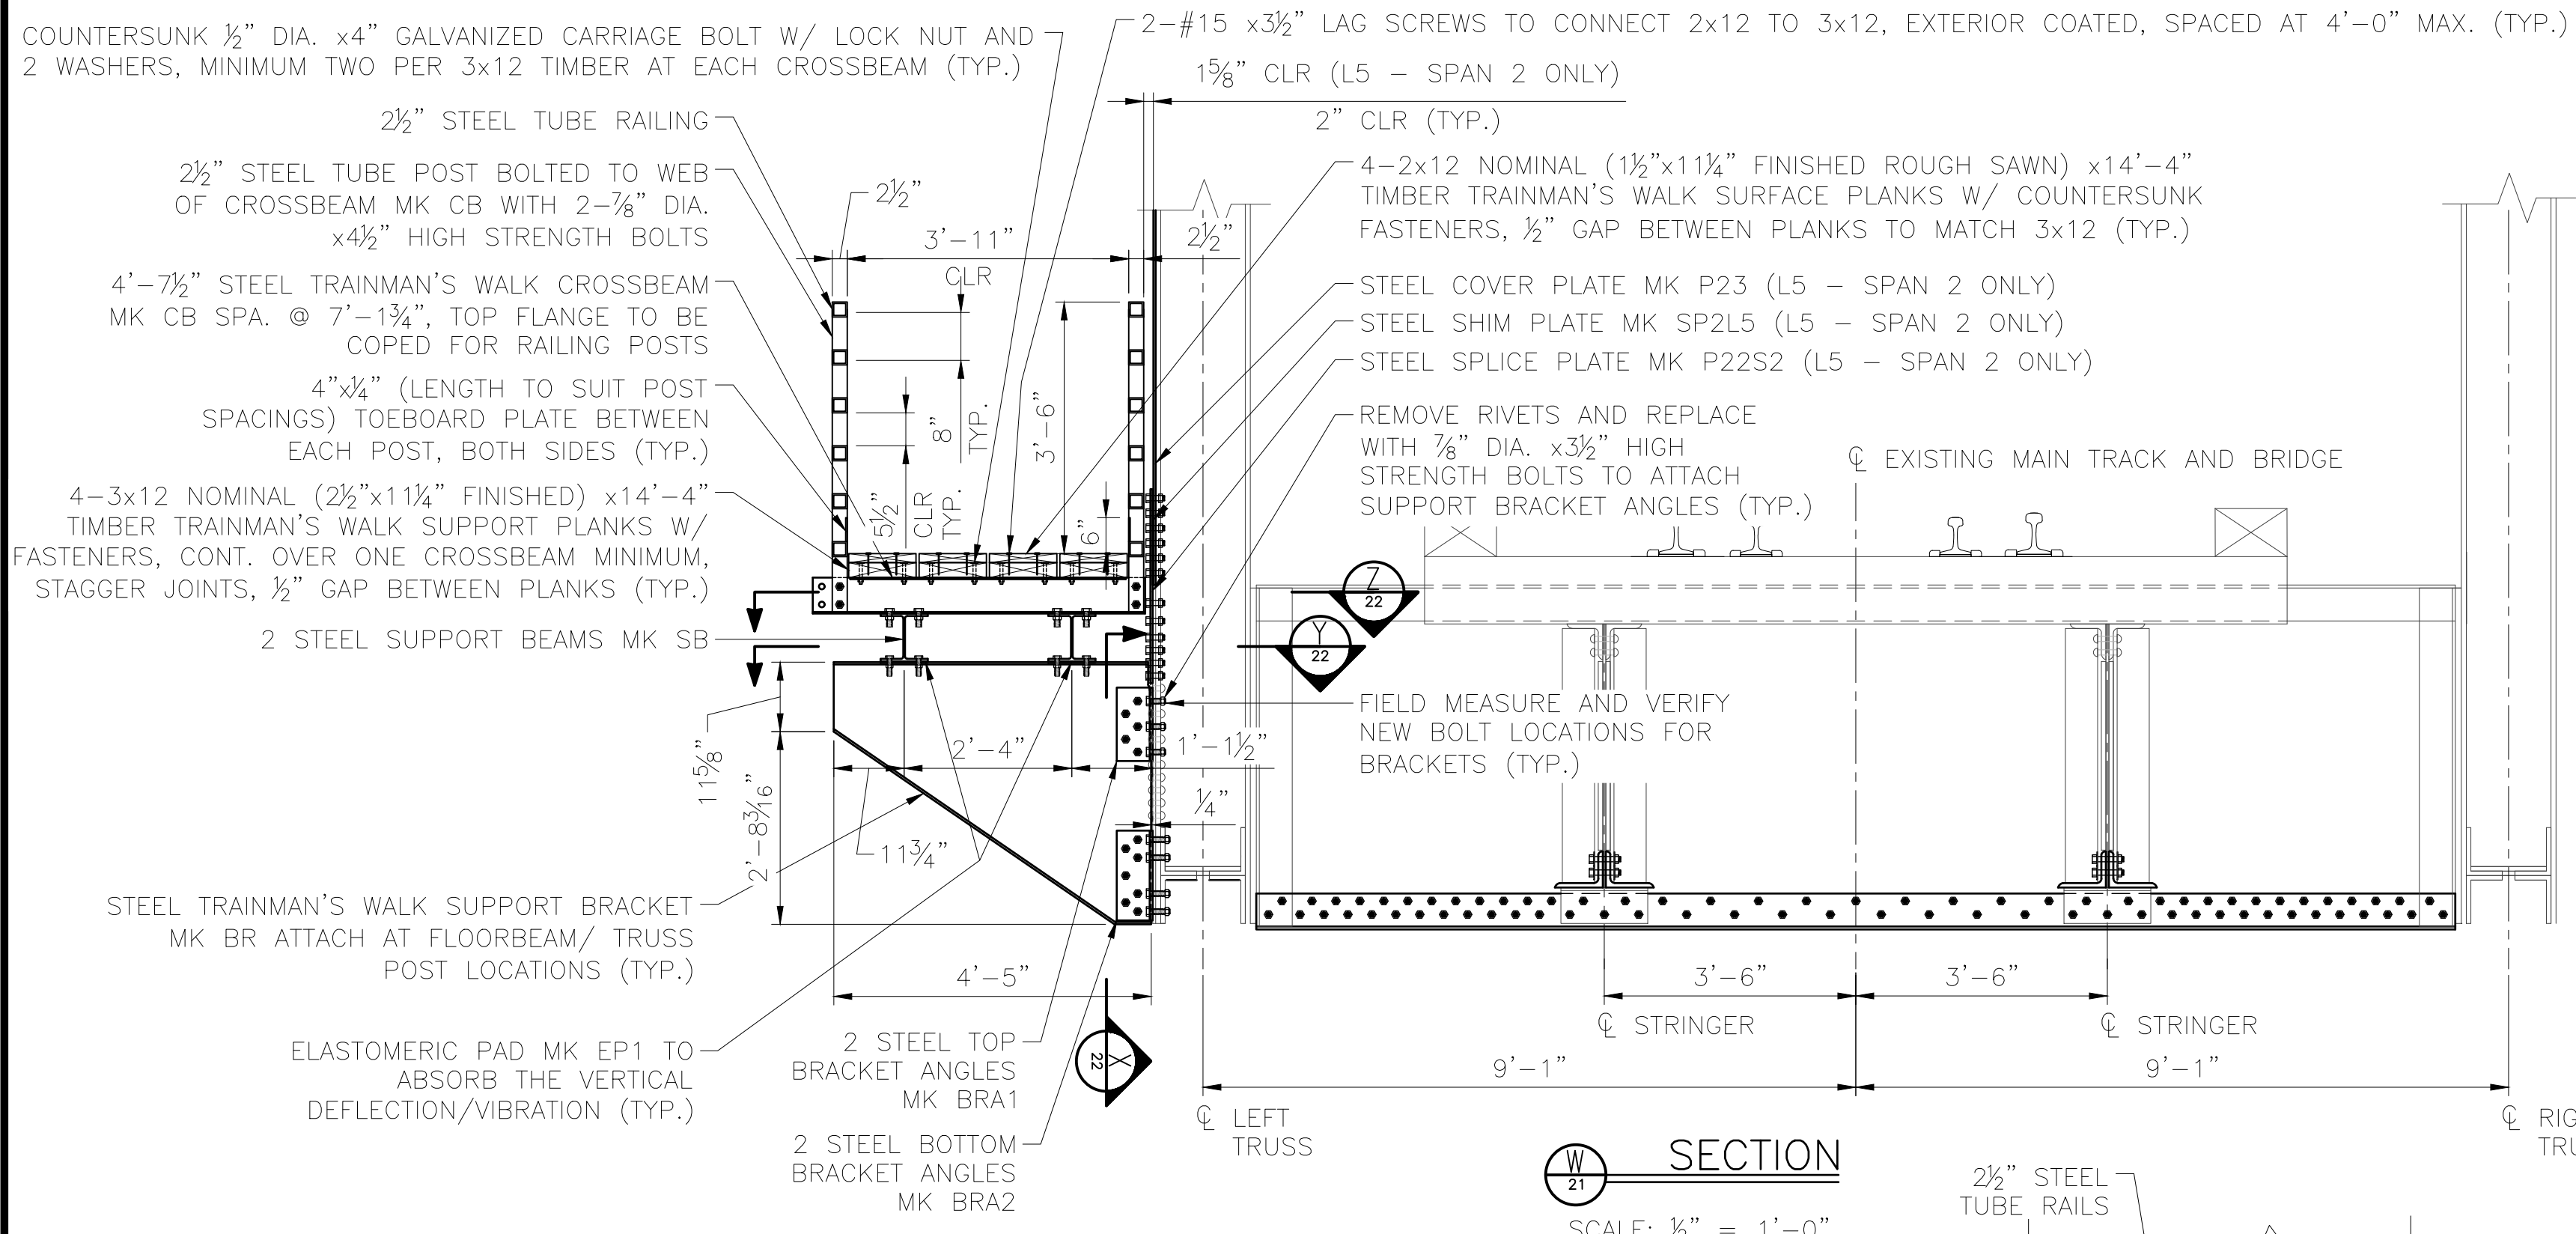 COUNTERSUNK ½" DIA. x4" GALVANIZED CARRIAGE BOLT W/ LOCK NUT AND
2 WASHERS, MINIMUM TWO PER 3x12 TIMBER AT EACH CROSSBEAM (TYP.)
2-#15 x3½" LAG SCREWS TO CONNECT 2x12 TO 3x12, EXTERIOR COATED, SPACED AT 4'-0" MAX. (TYP.)
1⅝" CLR (L5 - SPAN 2 ONLY)
2" CLR (TYP.)
2½" STEEL TUBE RAILING
2½" STEEL TUBE POST BOLTED TO WEB
OF CROSSBEAM MK CB WITH 2-⅞" DIA.
x4½" HIGH STRENGTH BOLTS
4'-7½" STEEL TRAINMAN'S WALK CROSSBEAM
MK CB SPA. @ 7'-1¾", TOP FLANGE TO BE
COPED FOR RAILING POSTS
4"x¼" (LENGTH TO SUIT POST
SPACINGS) TOEBOARD PLATE BETWEEN
EACH POST, BOTH SIDES (TYP.)
4-3x12 NOMINAL (2½"x11¼" FINISHED) x14'-4"
TIMBER TRAINMAN'S WALK SUPPORT PLANKS W/
FASTENERS, CONT. OVER ONE CROSSBEAM MINIMUM,
STAGGER JOINTS, ½" GAP BETWEEN PLANKS (TYP.)
2 STEEL SUPPORT BEAMS MK SB
2½"
3'-11"
CLR
2½"
8"
TYP.
3'-6"
5½"
CLR
TYP.
6"
4-2x12 NOMINAL (1½"x11¼" FINISHED ROUGH SAWN) x14'-4"
TIMBER TRAINMAN'S WALK SURFACE PLANKS W/ COUNTERSUNK
FASTENERS, ½" GAP BETWEEN PLANKS TO MATCH 3x12 (TYP.)
STEEL COVER PLATE MK P23 (L5 - SPAN 2 ONLY)
STEEL SHIM PLATE MK SP2L5 (L5 - SPAN 2 ONLY)
STEEL SPLICE PLATE MK P22S2 (L5 - SPAN 2 ONLY)
REMOVE RIVETS AND REPLACE
WITH ⅞" DIA. x3½" HIGH
STRENGTH BOLTS TO ATTACH
SUPPORT BRACKET ANGLES (TYP.)
℄ EXISTING MAIN TRACK AND BRIDGE
Z
22
Y
22
FIELD MEASURE AND VERIFY
NEW BOLT LOCATIONS FOR
BRACKETS (TYP.)
11⅝"
2'-8³⁄₁₆"
2'-4"
1'-1½"
¼"
11¾"
4'-5"
STEEL TRAINMAN'S WALK SUPPORT BRACKET
MK BR ATTACH AT FLOORBEAM/ TRUSS
POST LOCATIONS (TYP.)
ELASTOMERIC PAD MK EP1 TO
ABSORB THE VERTICAL
DEFLECTION/VIBRATION (TYP.)
2 STEEL TOP
BRACKET ANGLES
MK BRA1
2 STEEL BOTTOM
BRACKET ANGLES
MK BRA2
X
22
3'-6"
3'-6"
℄ STRINGER
℄ STRINGER
9'-1"
9'-1"
℄ LEFT
TRUSS
℄ RIG
TRU
W
21
SECTION
SCALE: ½" = 1'-0"
2½" STEEL
TUBE RAILS